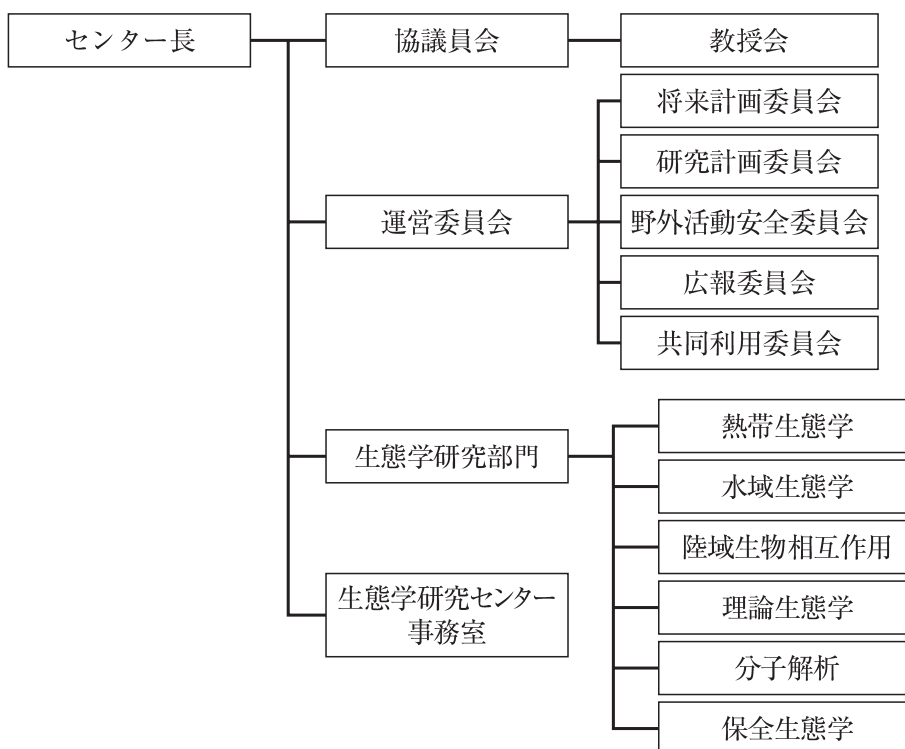 センター長
協議員会
教授会
将来計画委員会
研究計画委員会
運営委員会
野外活動安全委員会
広報委員会
共同利用委員会
生態学研究部門
熱帯生態学
水域生態学
陸域生物相互作用
理論生態学
分子解析
保全生態学
生態学研究センター
事務室